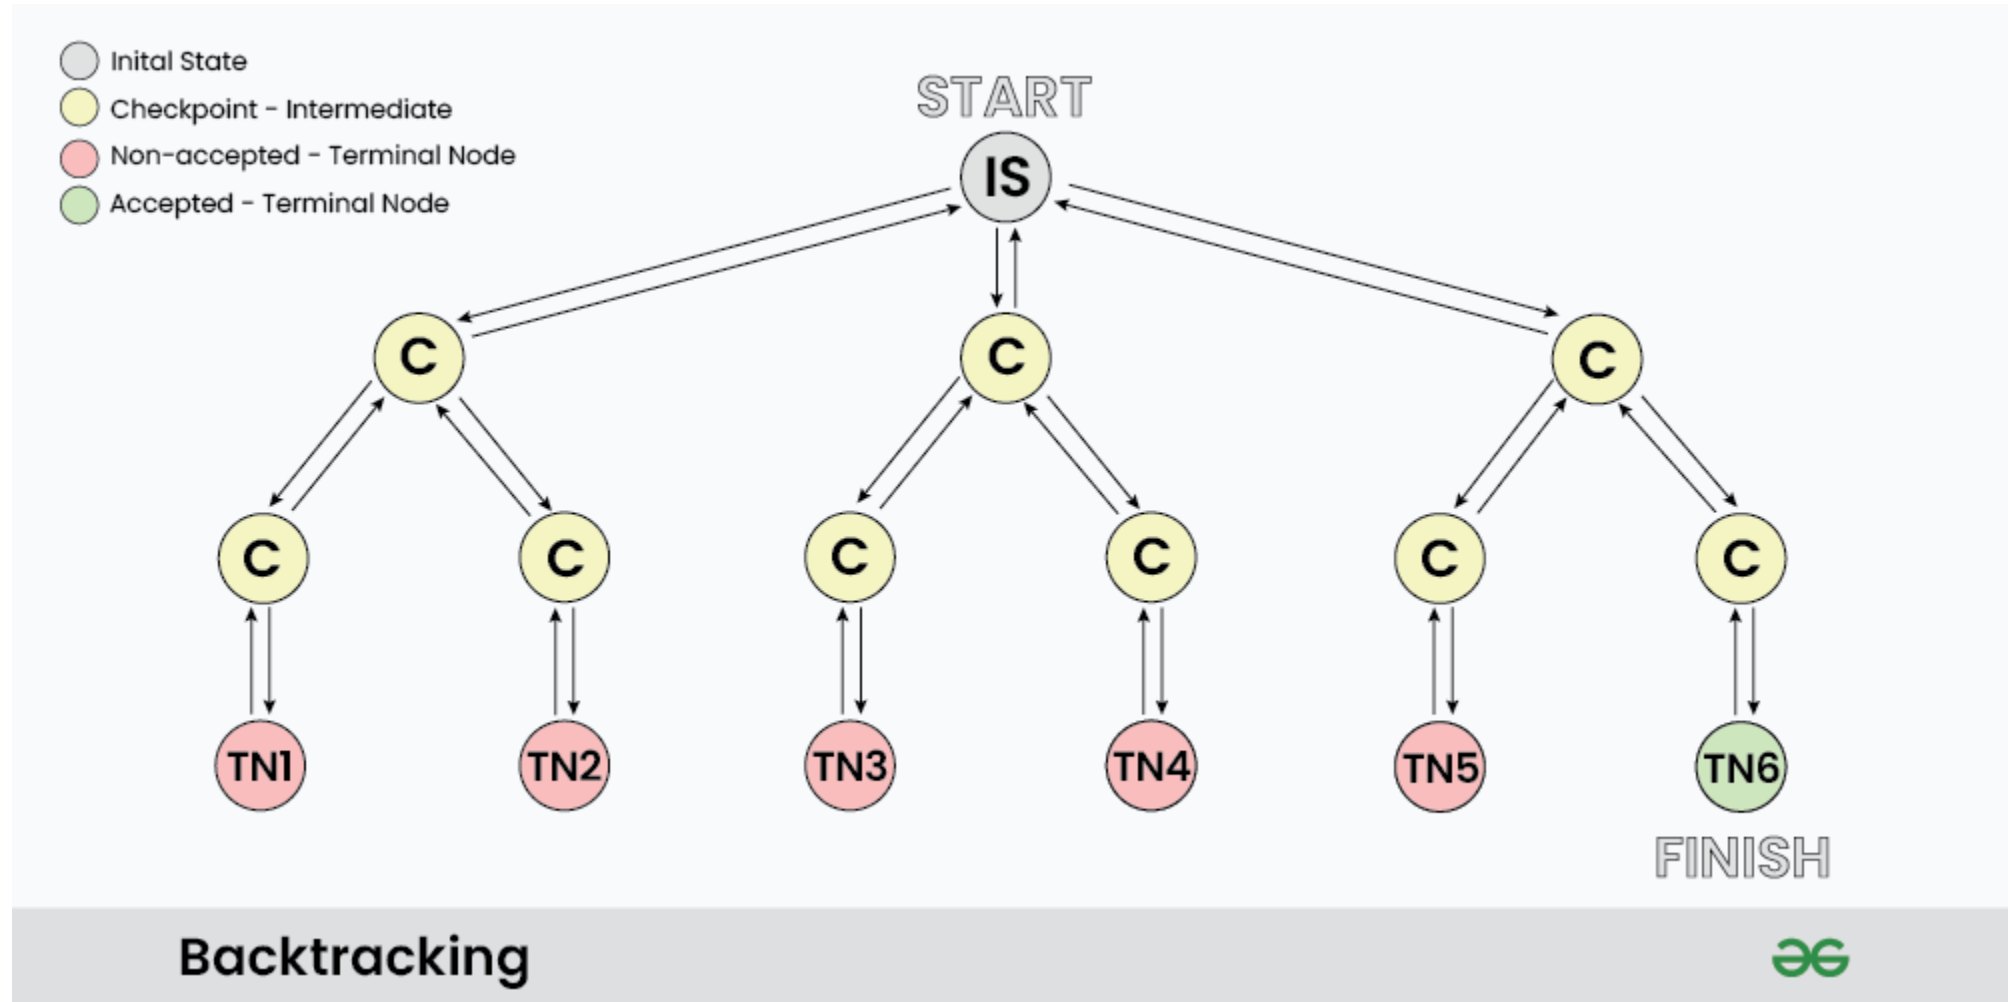 Inital State
Checkpoint - Intermediate
Non-accepted - Terminal Node
Accepted - Terminal Node
START
IS
C C C
C C C C C C
TN1 TN2 TN3 TN4 TN5 TN6
FINISH
Backtracking